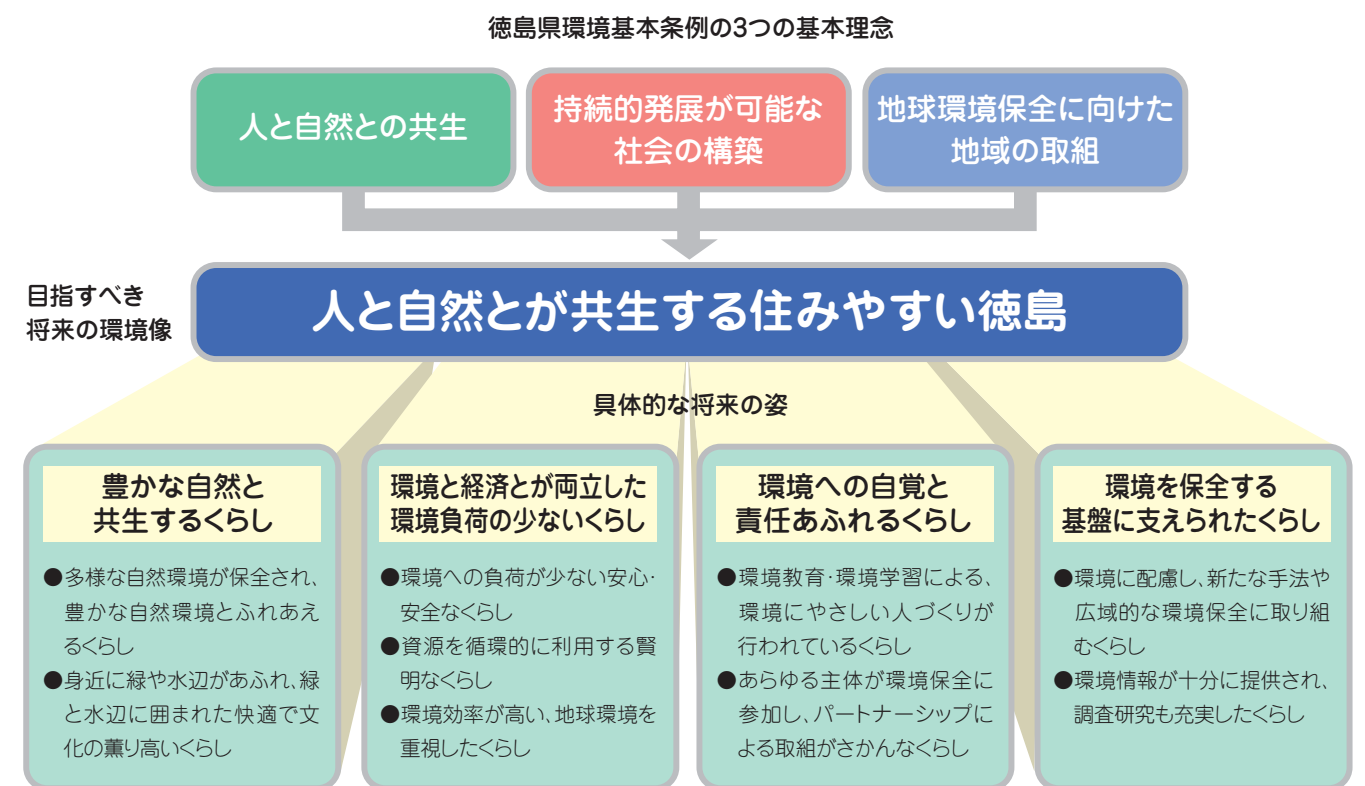 徳島県環境基本条例の3つの基本理念
人と自然との共生
持続的発展が可能な
社会の構築
地球環境保全に向けた
地域の取組
目指すべき
将来の環境像
人と自然とが共生する住みやすい徳島
具体的な将来の姿
豊かな自然と
共生するくらし
●多様な自然環境が保全され、
豊かな自然環境とふれあえ
るくらし
●身近に緑や水辺があふれ、緑
と水辺に囲まれた快適で文
化の薫り高いくらし
環境と経済とが両立した
環境負荷の少ないくらし
●環境への負荷が少ない安心・
安全なくらし
●資源を循環的に利用する賢
明なくらし
●環境効率が高い、地球環境を
重視したくらし
環境への自覚と
責任あふれるくらし
●環境教育・環境学習による、
環境にやさしい人づくりが
行われているくらし
●あらゆる主体が環境保全に
参加し、パートナーシップに
よる取組がさかんなくらし
環境を保全する
基盤に支えられたくらし
●環境に配慮し、新たな手法や
広域的な環境保全に取り組
むくらし
●環境情報が十分に提供され、
調査研究も充実したくらし